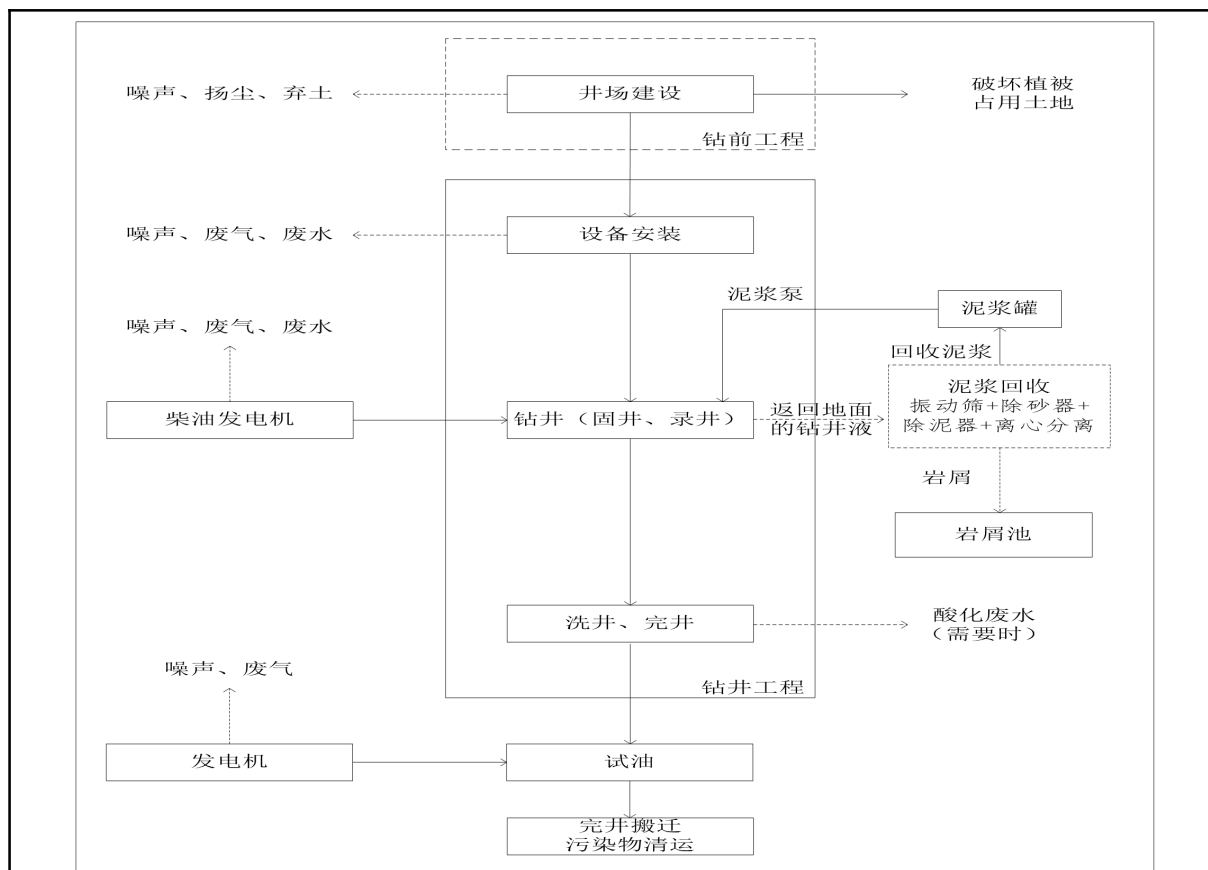 噪声、扬尘、弃土
井场建设
破坏植被
占用土地
钻前工程
噪声、废气、废水
设备安装
泥浆泵
泥浆罐
噪声、废气、废水
回收泥浆
泥浆回收
振动筛+除砂器+
除泥器+离心分离
柴油发电机
钻井（固井、录井）
返回地面
的钻井液
岩屑
岩屑池
洗井、完井
酸化废水
（需要时）
噪声、废气
钻井工程
发电机
试油
完井搬迁
污染物清运